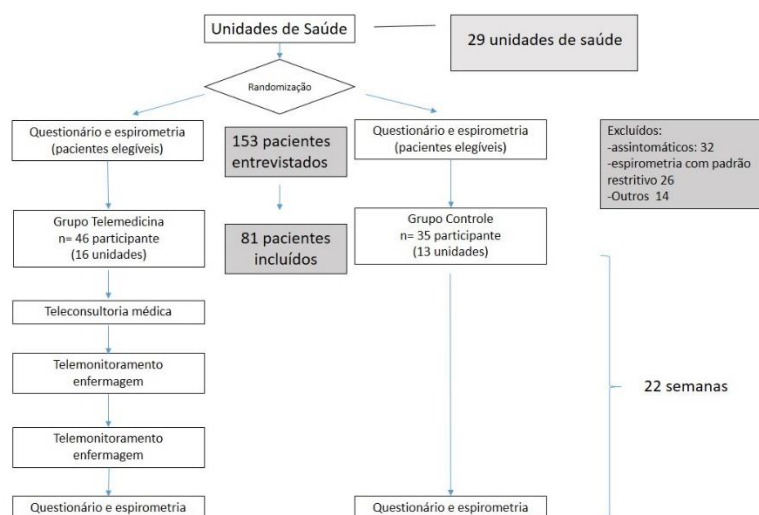 Unidades de Saúde
29 unidades de saúde
Randomização
Questionário e espirometria
(pacientes elegíveis)
153 pacientes
entrevistados
Questionário e espirometria
(pacientes elegíveis)
Excluídos:
-assintomáticos: 32
-espirometria com padrão
restritivo 26
-Outros 14
Grupo Telemedicina
n= 46 participante
(16 unidades)
81 pacientes
incluídos
Grupo Controle
n= 35 participante
(13 unidades)
Teleconsultoria médica
Telemonitoramento
enfermagem
22 semanas
Telemonitoramento
enfermagem
Questionário e espirometria
Questionário e espirometria